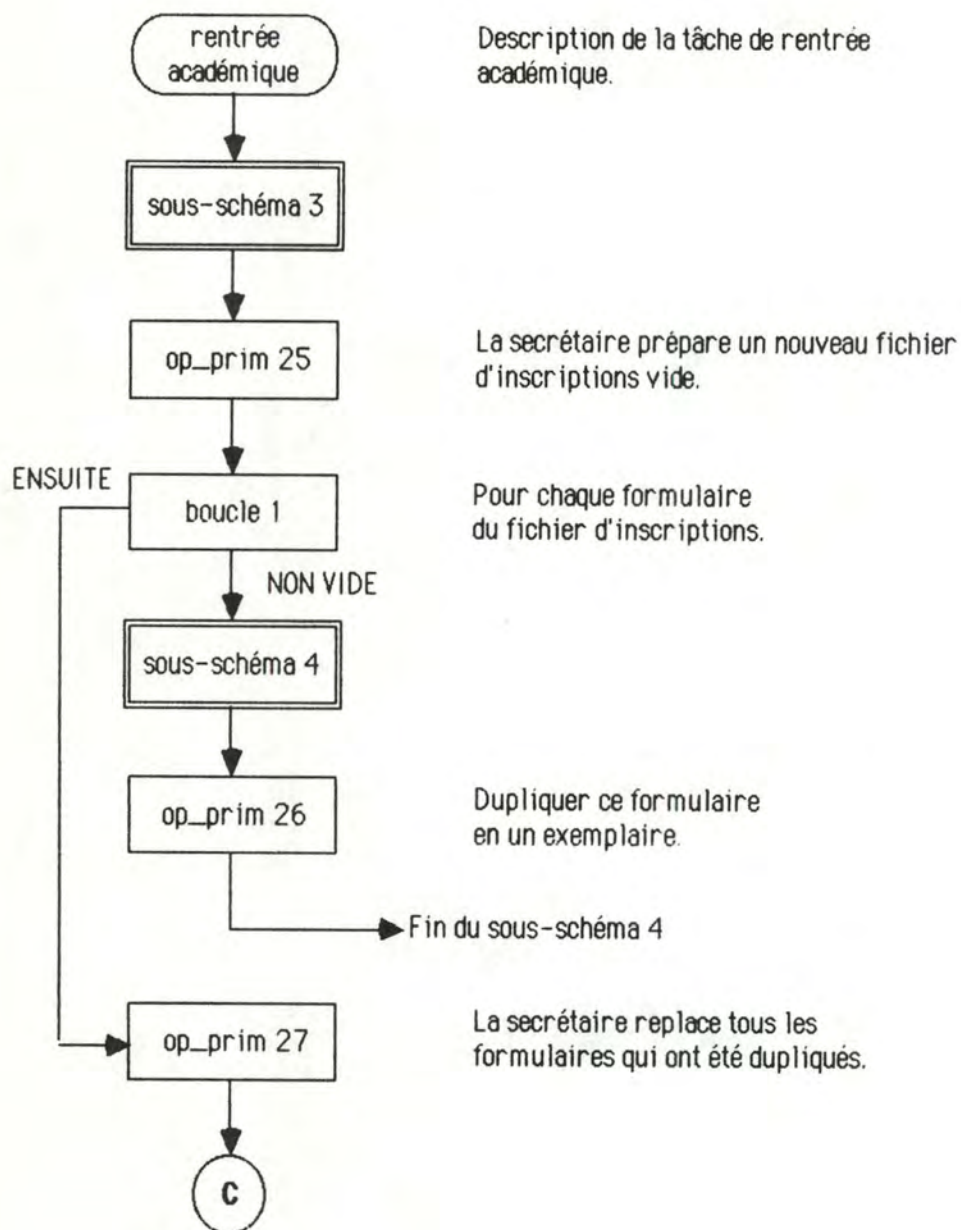 rentrée
académique
Description de la tâche de rentrée
académique.
sous-schéma 3
op_prim 25
La secrétaire prépare un nouveau fichier
d'inscriptions vide.
ENSUITE
boucle 1
Pour chaque formulaire
du fichier d'inscriptions.
NON VIDE
sous-schéma 4
op_prim 26
Dupliquer ce formulaire
en un exemplaire.
Fin du sous-schéma 4
op_prim 27
La secrétaire replace tous les
formulaires qui ont été dupliqués.
C